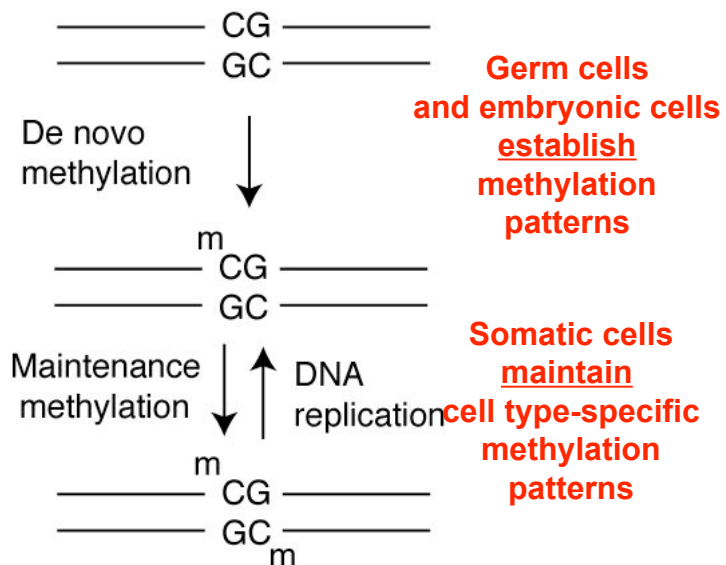 CG
GC
De novo
methylation
Germ cells
and embryonic cells
establish
methylation
patterns
m
CG
GC
Maintenance
methylation
DNA
replication
Somatic cells
maintain
cell type-specific
methylation
patterns
m
CG
GC
m